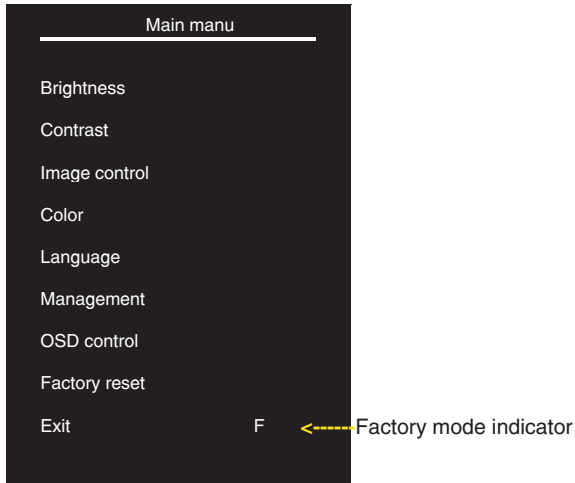 Main manu
Brightness
Contrast
Image control
Color
Language
Management
OSD control
Factory reset
Exit F <------Factory mode indicator